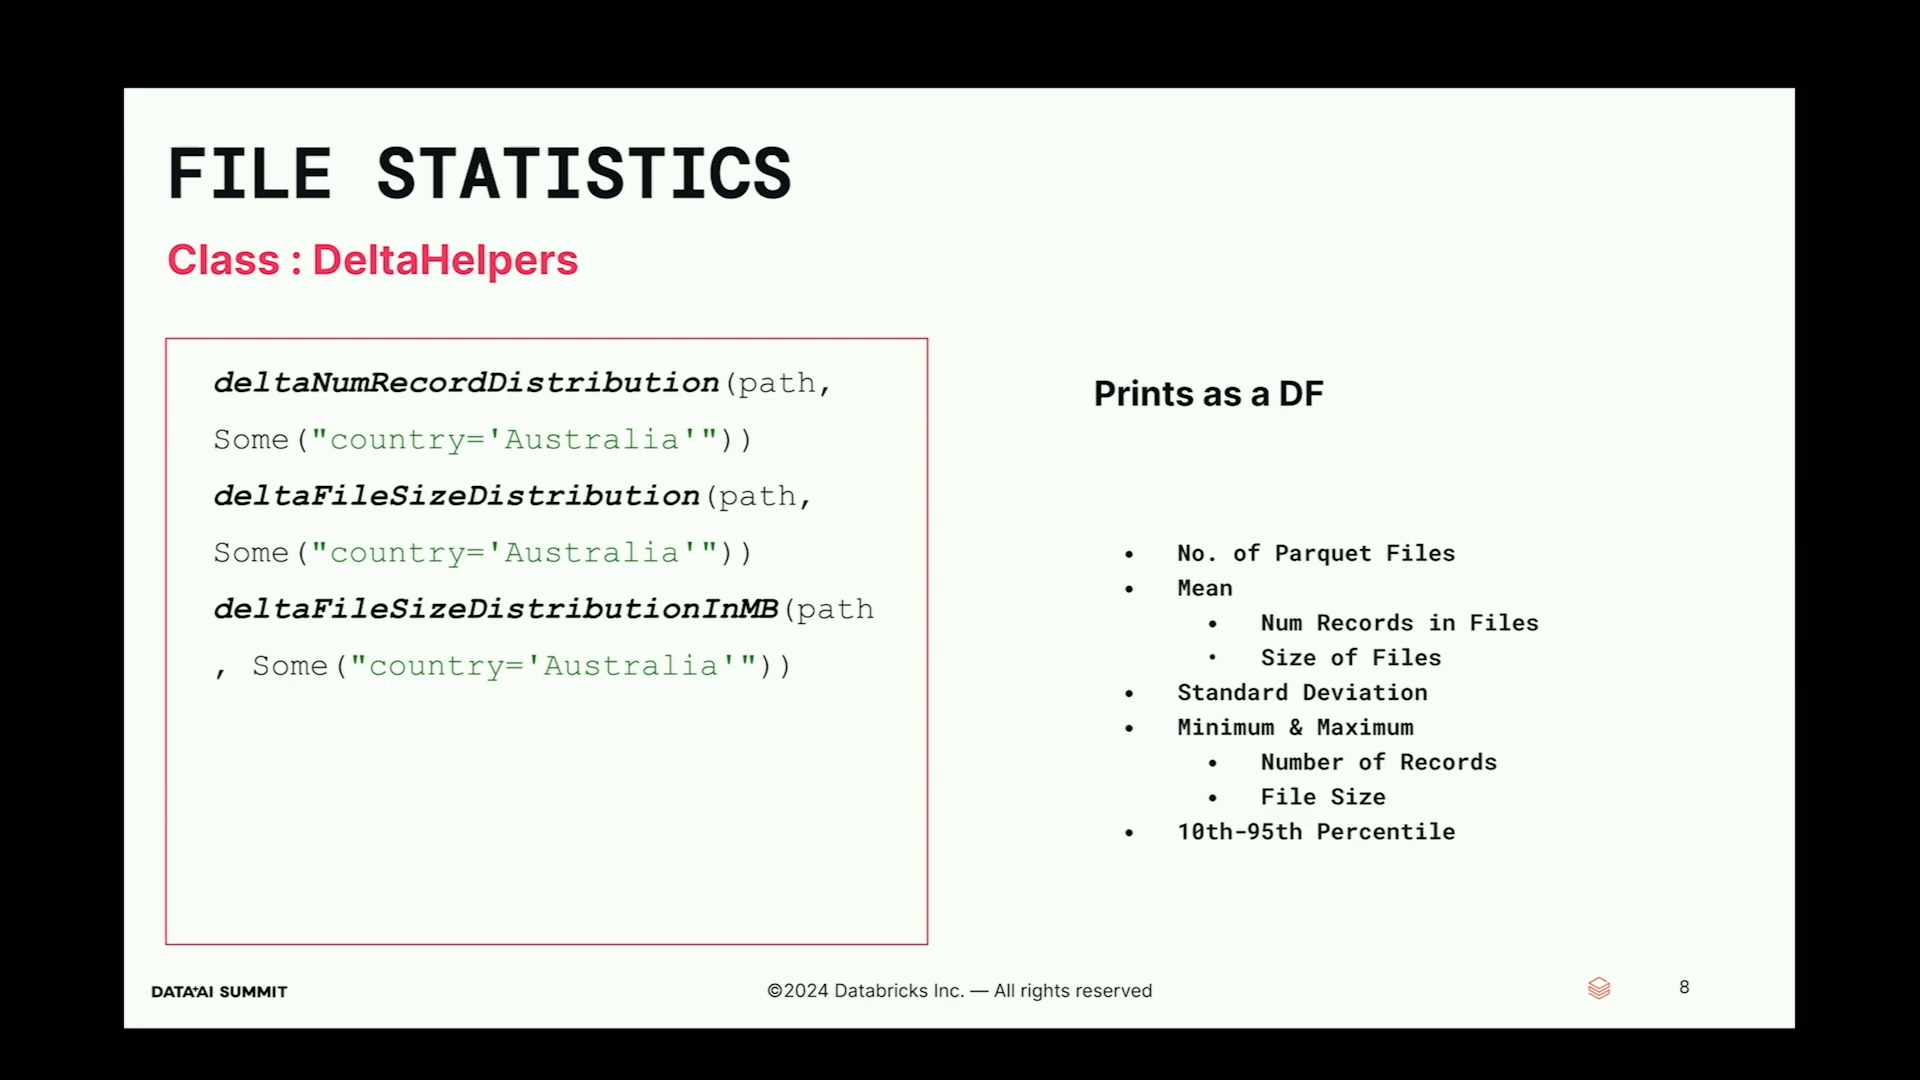 FILE STATISTICS
Class : DeltaHelpers
deltaNumRecordDistribution(path,
Some("country='Australia'"))
deltaFileSizeDistribution(path,
Some("country='Australia'"))
deltaFileSizeDistributionInMB(path
, Some("country='Australia'"))
Prints as a DF
• No. of Parquet Files
• Mean
• Num Records in Files
• Size of Files
• Standard Deviation
• Minimum & Maximum
• Number of Records
• File Size
• 10th-95th Percentile
DATA+AI SUMMIT
©2024 Databricks Inc. — All rights reserved
8